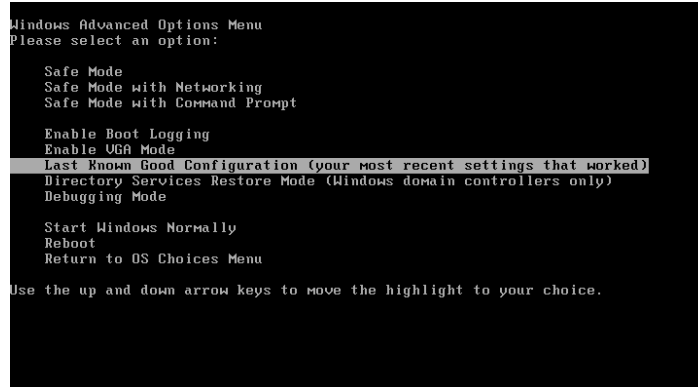 Windows Advanced Options Menu
Please select an option:
Safe Mode
Safe Mode with Networking
Safe Mode with Command Prompt
Enable Boot Logging
Enable VGA Mode
Last Known Good Configuration (your most recent settings that worked)
Directory Services Restore Mode (Windows domain controllers only)
Debugging Mode
Start Windows Normally
Reboot
Return to OS Choices Menu
Use the up and down arrow keys to move the highlight to your choice.